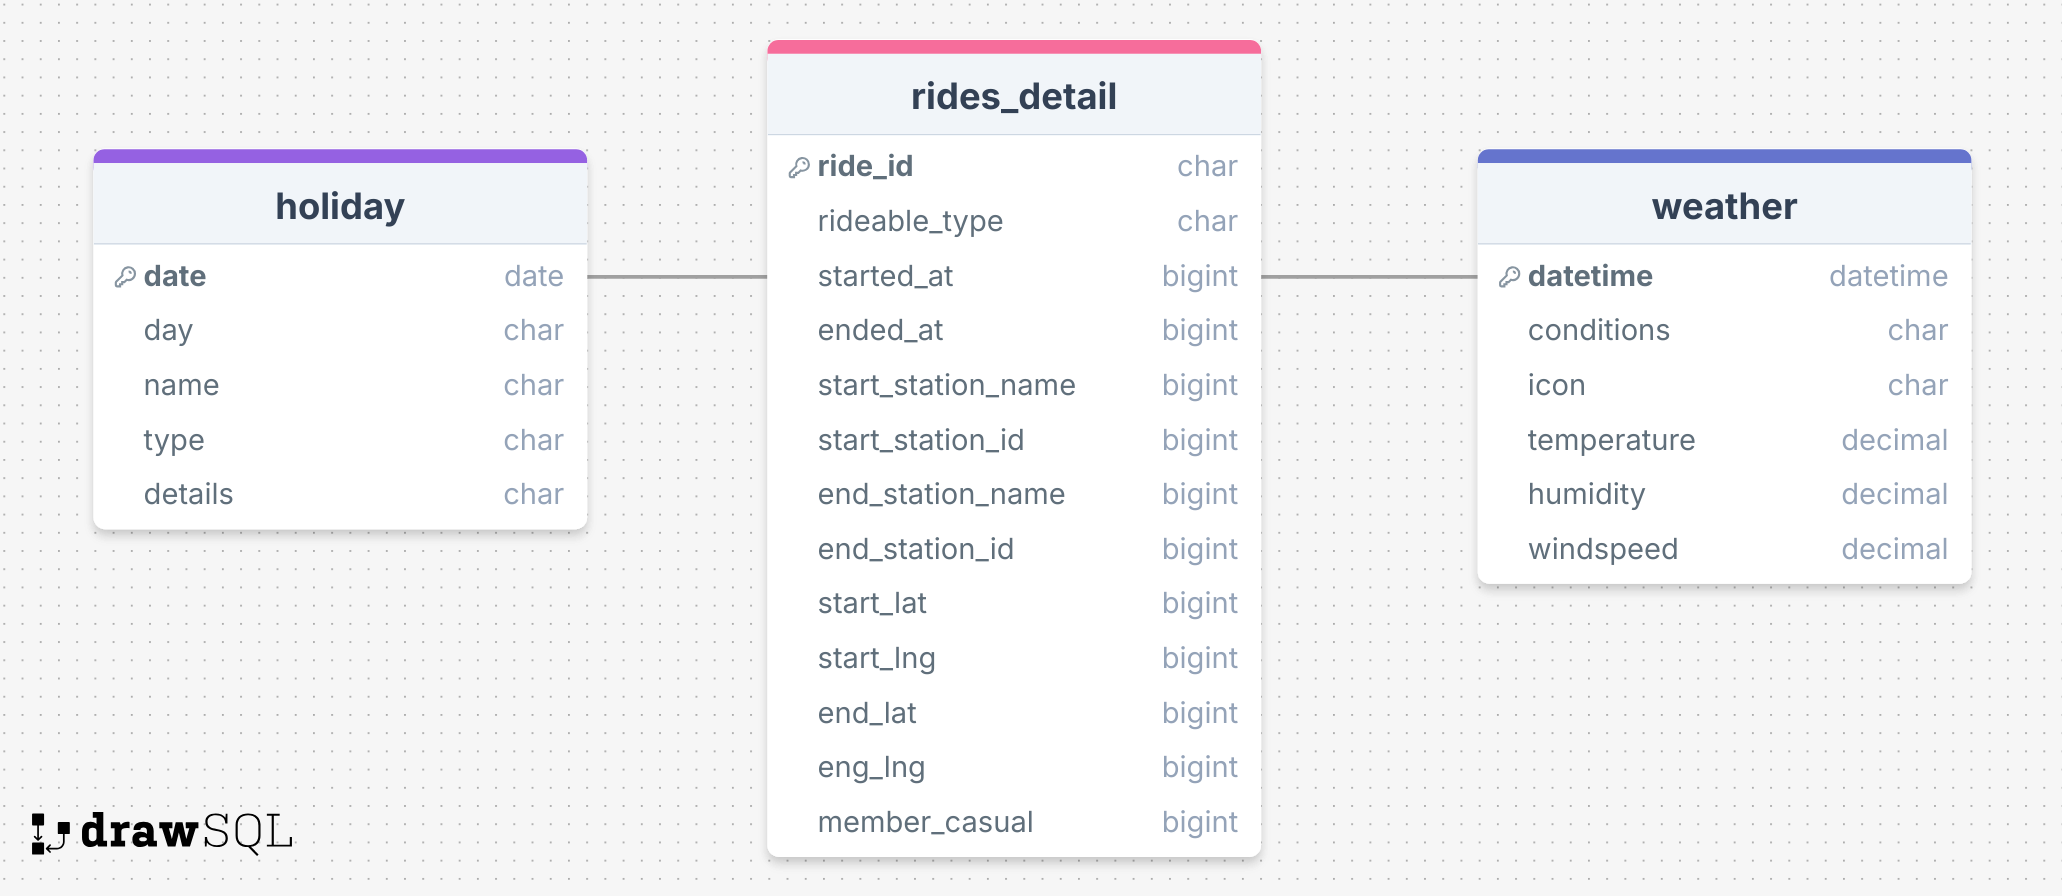 holiday
date date
day char
name char
type char
details char
rides_detail
ride_id char
rideable_type char
started_at bigint
ended_at bigint
start_station_name bigint
start_station_id bigint
end_station_name bigint
end_station_id bigint
start_lat bigint
start_lng bigint
end_lat bigint
eng_lng bigint
member_casual bigint
weather
datetime datetime
conditions char
icon char
temperature decimal
humidity decimal
windspeed decimal
drawSQL